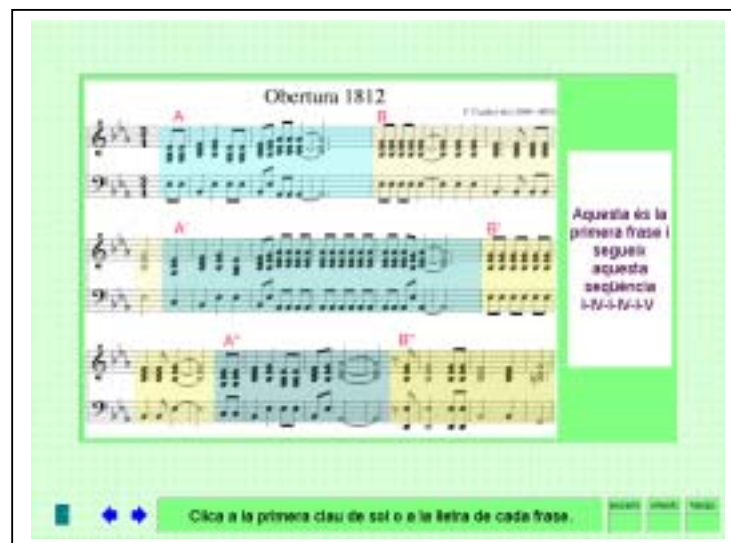 Obertura 1812
A
B
A'
B'
A''
B''
Aquesta és la
primera frase i
segueix
aquesta
seqüència
I-IV-I-IV-I-V
Clica a la primera clau de sol o a la lletra de cada frase.